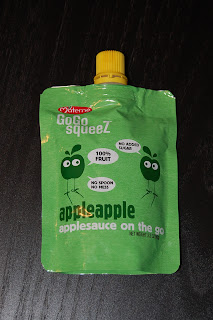 materne
GoGo
squeeZ
NO ADDED
SUGAR
100%
FRUIT
NO SPOON
NO MESS
appleapple
applesauce on the go